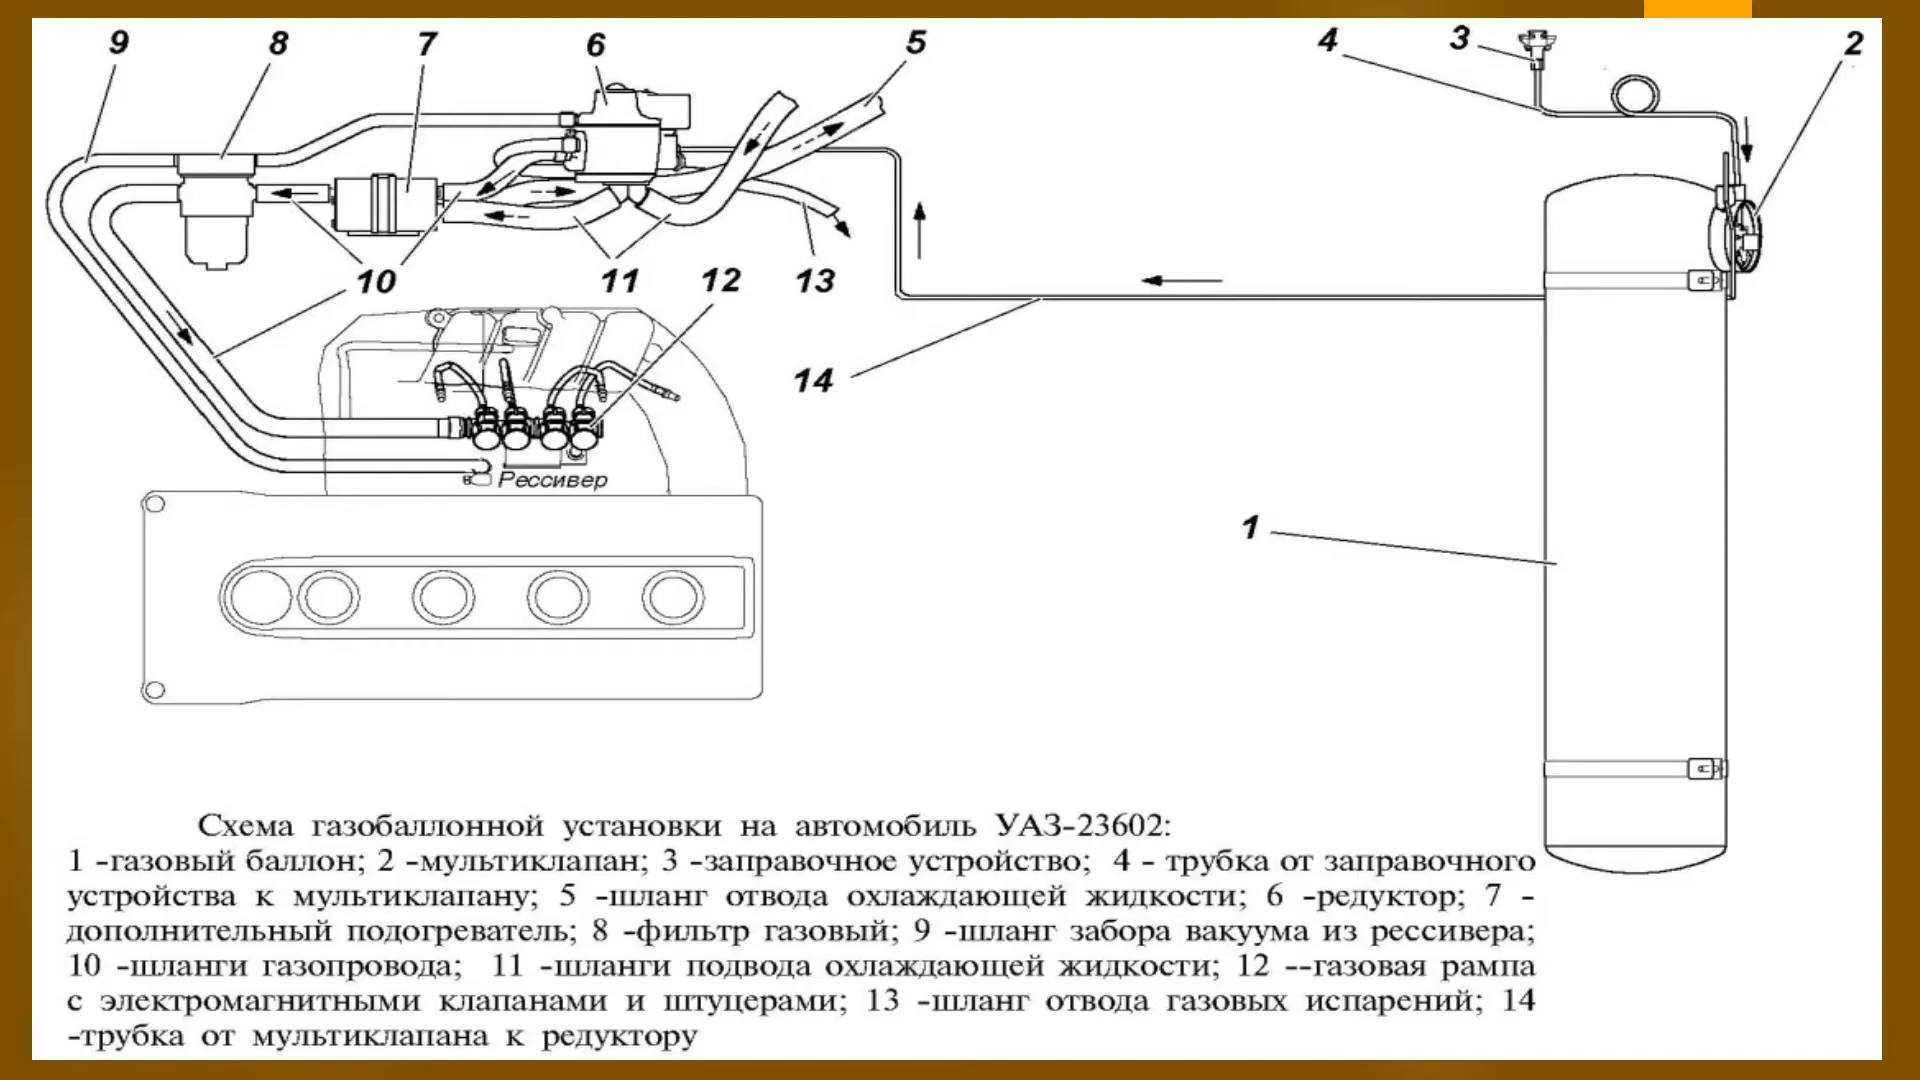 9 8 7 6 5 4 3 2
10 11 12 13
14
Рессивер
1
Схема газобаллонной установки на автомобиль УАЗ-23602:
1 -газовый баллон; 2 -мультиклапан; 3 -заправочное устройство; 4 - трубка от заправочного
устройства к мультиклапану; 5 -шланг отвода охлаждающей жидкости; 6 -редуктор; 7 -
дополнительный подогреватель; 8 -фильтр газовый; 9 -шланг забора вакуума из рессивера;
10 -шланги газопровода; 11 -шланги подвода охлаждающей жидкости; 12 --газовая рампа
с электромагнитными клапанами и штуцерами; 13 -шланг отвода газовых испарений; 14
-трубка от мультиклапана к редуктору